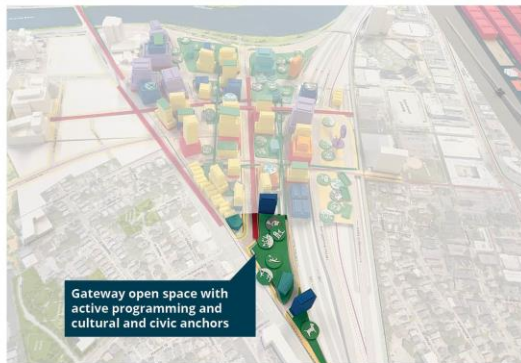 Gateway open space with
active programming and
cultural and civic anchors